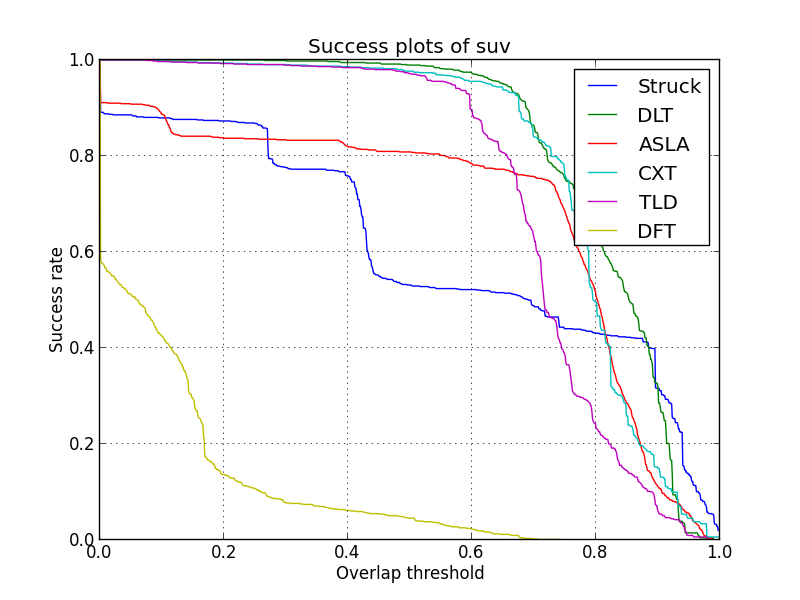 Success plots of suv
Success rate
1.0
0.8
0.6
0.4
0.2
0.0
Struck
DLT
ASLA
CXT
TLD
DFT
0.0 0.2 0.4 0.6 0.8 1.0
Overlap threshold